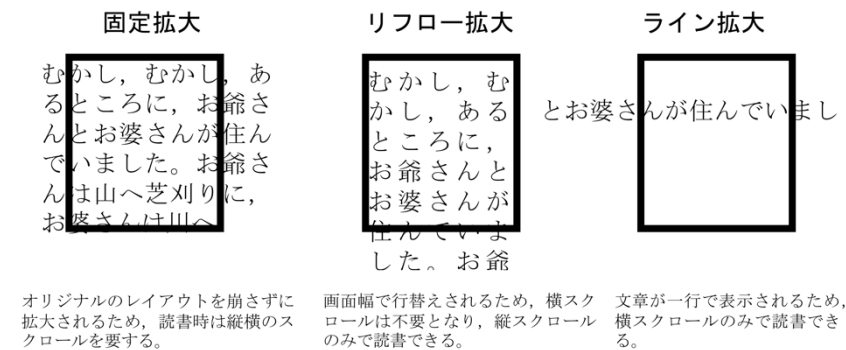 固定拡大
むかし，むかし，あ
るところに，お爺さ
んとお婆さんが住ん
でいました。お爺さ
んは山へ芝刈りに，
お婆さんは川へ
オリジナルのレイアウトを崩さずに
拡大されるため，読書時は縦横のス
クロールを要する。
リフロー拡大
むかし，む
かし，ある
ところに，
お爺さんと
お婆さんが
住んでいま
した。お爺
画面幅で行替えされるため，横スク
ロールは不要となり，縦スクロール
のみで読書できる。
ライン拡大
とお婆さんが住んでいまし
文章が一行で表示されるため，
横スクロールのみで読書でき
る。